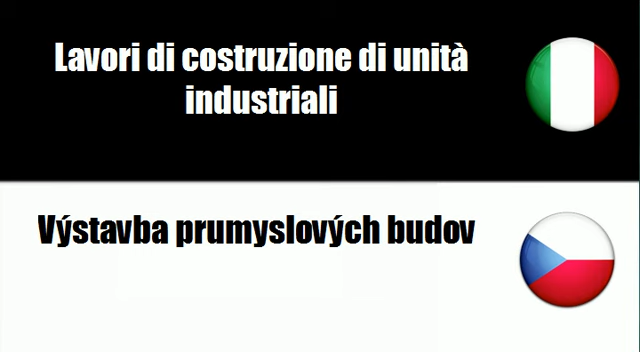 Lavori di costruzione di unità
industriali
Výstavba prumyslových budov